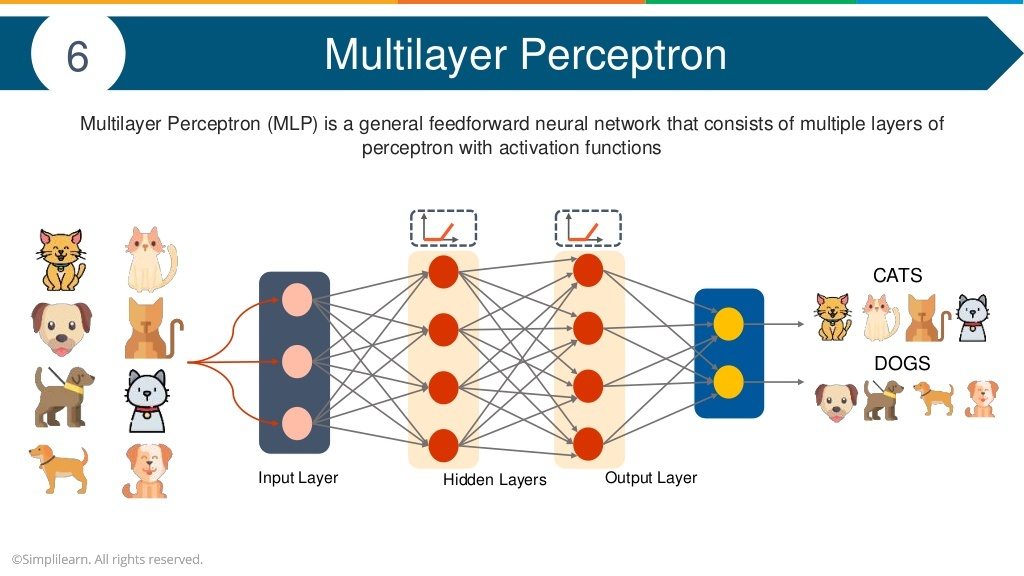 6
Multilayer Perceptron
Multilayer Perceptron (MLP) is a general feedforward neural network that consists of multiple layers of
perceptron with activation functions
CATS
DOGS
Input Layer
Hidden Layers
Output Layer
©Simplilearn. All rights reserved.